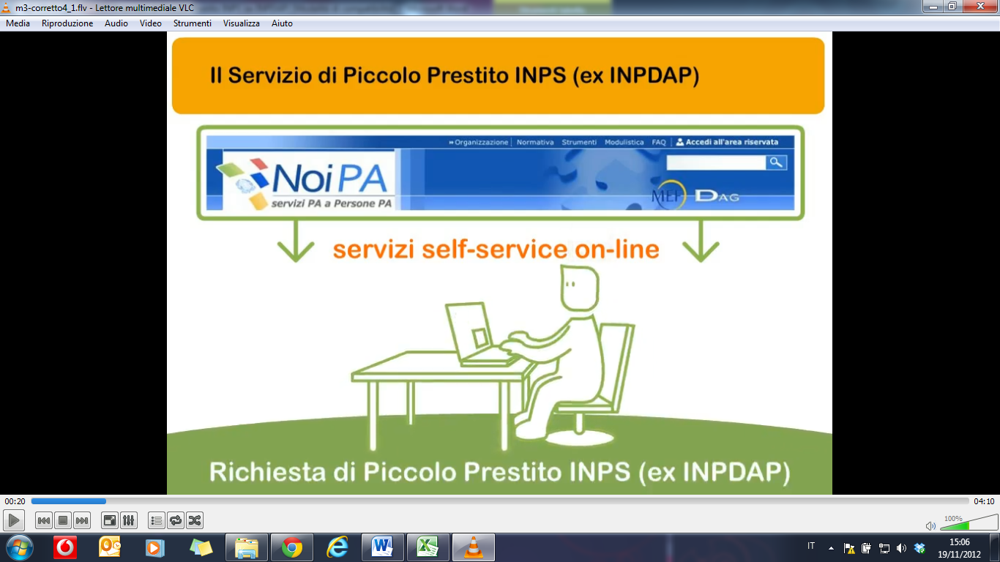 m3-corretto4_1.flv - Lettore multimediale VLC
Media Riproduzione Audio Video Strumenti Visualizza Aiuto
Il Servizio di Piccolo Prestito INPS (ex INPDAP)
Organizzazione Normativa Strumenti Modulistica FAQ Accedi all'area riservata
NoiPA
servizi PA a Persone PA
MEF DAG
servizi self-service on-line
Richiesta di Piccolo Prestito INPS (ex INPDAP)
00:20 04:10
100%
IT 15:06
19/11/2012